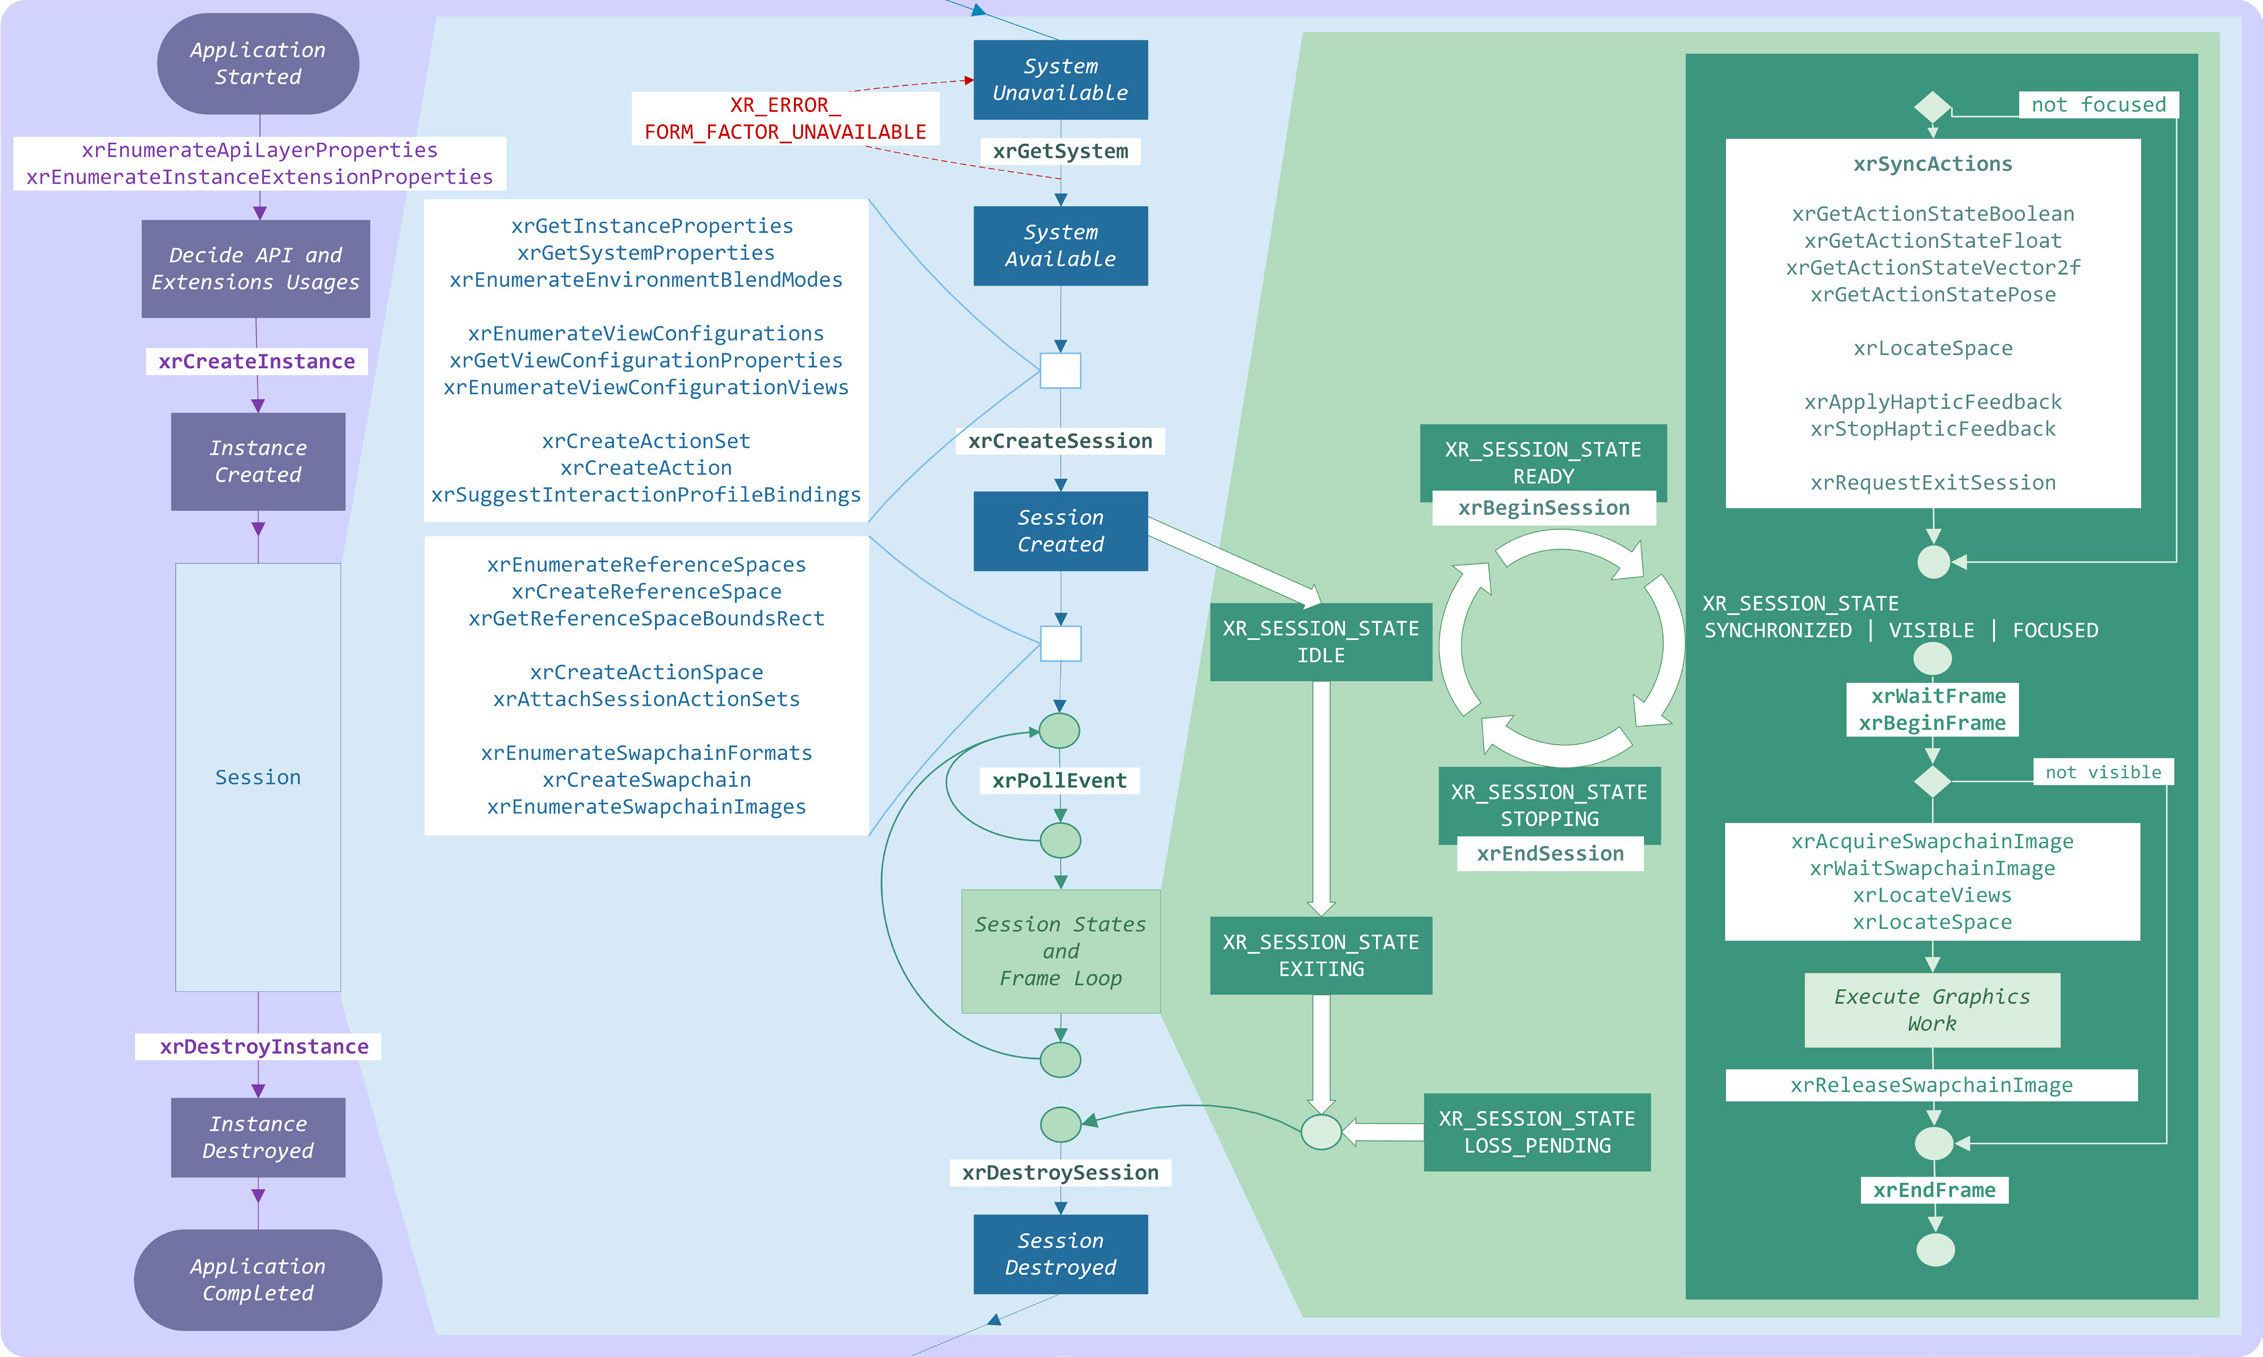 Application
Started
xrEnumerateApiLayerProperties
xrEnumerateInstanceExtensionProperties
Decide API and
Extensions Usages
xrCreateInstance
Instance
Created
Session
xrDestroyInstance
Instance
Destroyed
Application
Completed
System
Unavailable
XR_ERROR_
FORM_FACTOR_UNAVAILABLE
xrGetSystem
System
Available
xrGetInstanceProperties
xrGetSystemProperties
xrEnumerateEnvironmentBlendModes
xrEnumerateViewConfigurations
xrGetViewConfigurationProperties
xrEnumerateViewConfigurationViews
xrCreateActionSet
xrCreateAction
xrSuggestInteractionProfileBindings
xrCreateSession
Session
Created
xrEnumerateReferenceSpaces
xrCreateReferenceSpace
xrGetReferenceSpaceBoundsRect
xrCreateActionSpace
xrAttachSessionActionSets
xrEnumerateSwapchainFormats
xrCreateSwapchain
xrEnumerateSwapchainImages
xrPollEvent
Session States
and
Frame Loop
xrDestroySession
Session
Destroyed
XR_SESSION_STATE
IDLE
XR_SESSION_STATE
EXITING
XR_SESSION_STATE
READY
xrBeginSession
XR_SESSION_STATE
STOPPING
xrEndSession
XR_SESSION_STATE
LOSS_PENDING
not focused
xrSyncActions
xrGetActionStateBoolean
xrGetActionStateFloat
xrGetActionStateVector2f
xrGetActionStatePose
xrLocateSpace
xrApplyHapticFeedback
xrStopHapticFeedback
xrRequestExitSession
XR_SESSION_STATE
SYNCHRONIZED | VISIBLE | FOCUSED
xrWaitFrame
xrBeginFrame
not visible
xrAcquireSwapchainImage
xrWaitSwapchainImage
xrLocateViews
xrLocateSpace
Execute Graphics
Work
xrReleaseSwapchainImage
xrEndFrame